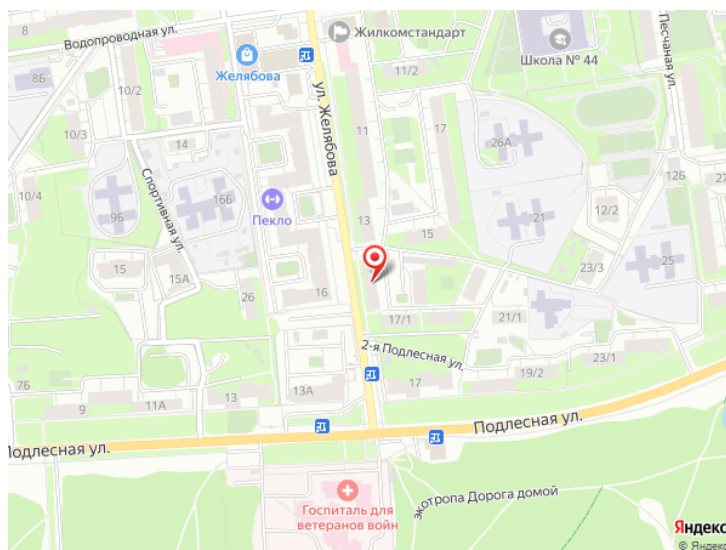 8
Водопроводная ул.
Жилкомстандарт
Песчаная ул.
Желябова
Школа № 44
8Б
10/2
11/2
10/3
14
ул. Желябова
11
17
26А
10/4
9Б
16Б
Пекло
13
21
12/2
12Б
27
Спортивная ул.
15
15А
15
23/3
25
26
16
17/1
21/1
2-я Подлесная ул.
23/1
7Б
13
13А
17
19/2
9
11А
Подлесная ул.
Подлесная ул.
Госпиталь для
ветеранов войн
экотропа Дорога домой
Яндекс
© Яндекс